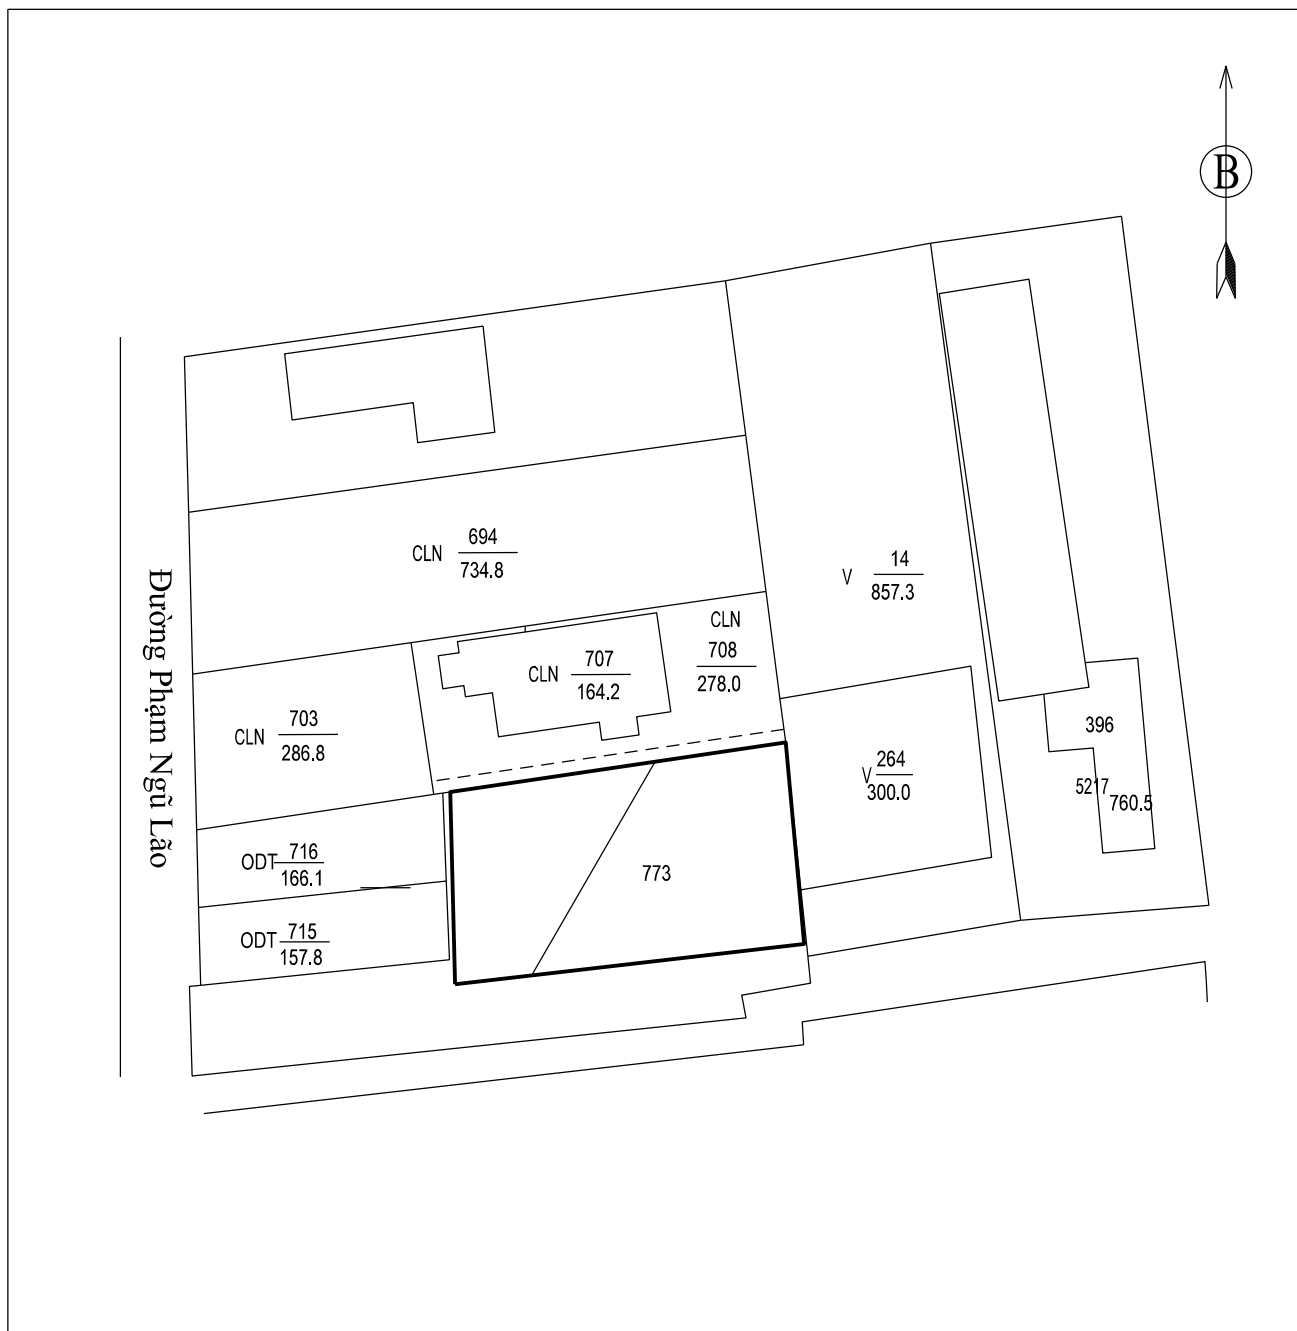 B
CLN 694
734.8
V 14
857.3
CLN 707
164.2
CLN
708
278.0
CLN 703
286.8
396
5217 760.5
V 264
300.0
ODT 716
166.1
773
ODT 715
157.8
Đường Phạm Ngũ Lão